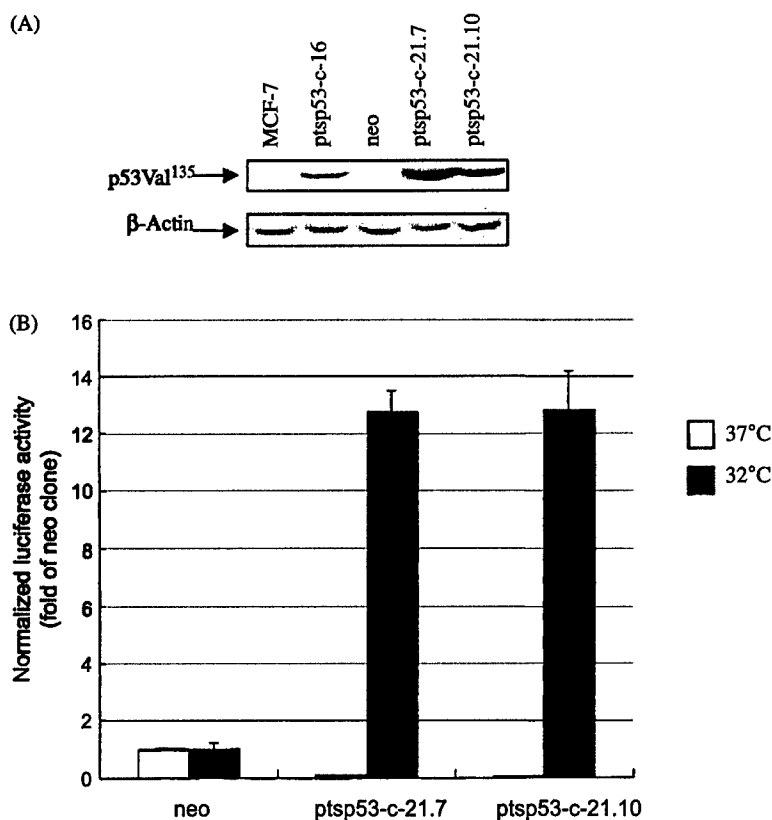 (A)
MCF-7
ptsp53-c-16
neo
ptsp53-c-21.7
ptsp53-c-21.10
p53Val¹³⁵
β-Actin
(B)
Normalized luciferase activity
(fold of neo clone)
16
14
12
10
8
6
4
2
0
neo
ptsp53-c-21.7
ptsp53-c-21.10
37°C
32°C